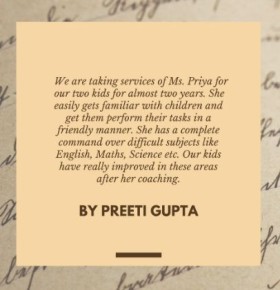 We are taking services of Ms. Priya for
our two kids for almost two years. She
easily gets familiar with children and
get them perform their tasks in a
friendly manner. She has a complete
command over difficult subjects like
English, Maths, Science etc. Our kids
have really improved in these areas
after her coaching.
BY PREETI GUPTA